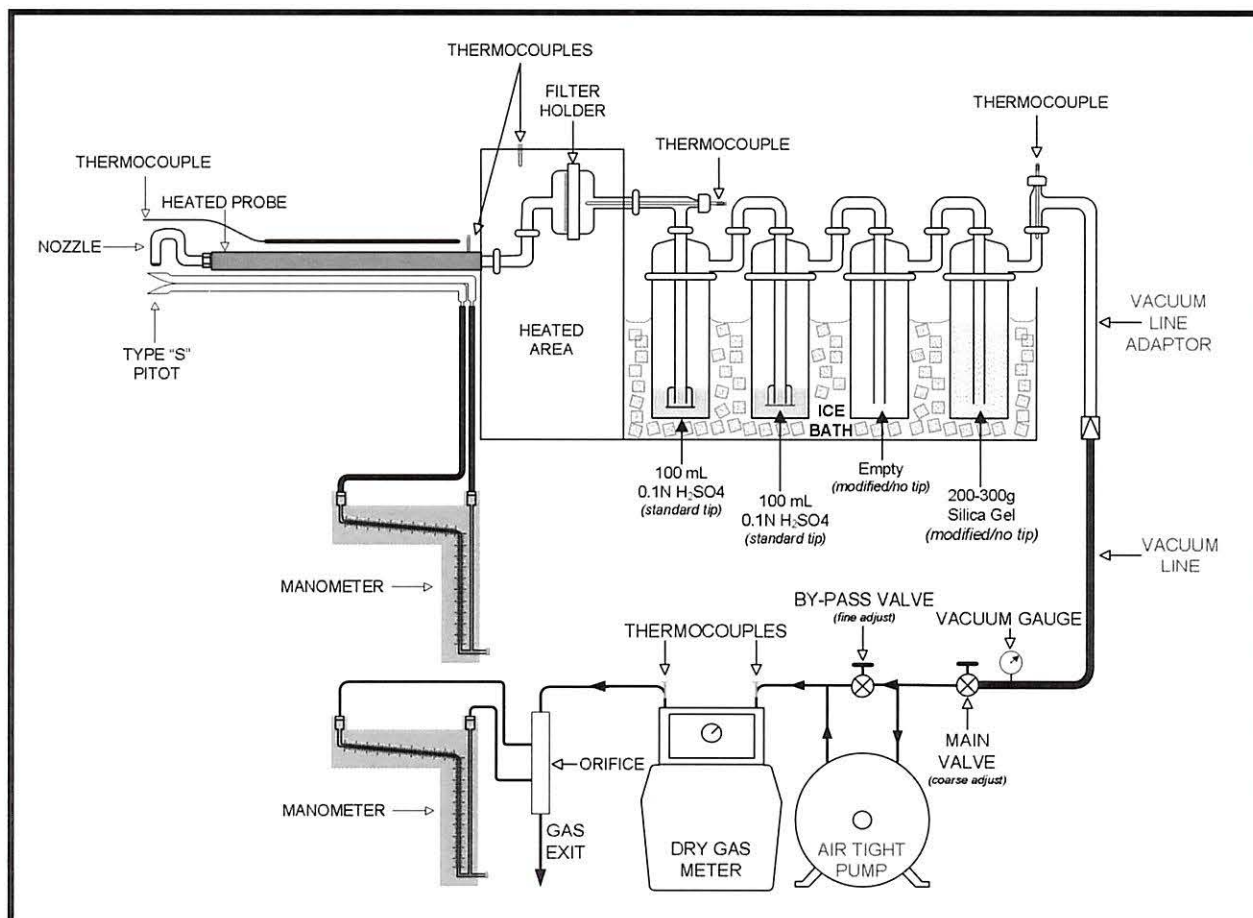 THERMOCOUPLES
FILTER
HOLDER
THERMOCOUPLE
THERMOCOUPLE
THERMOCOUPLE
HEATED PROBE
NOZZLE
TYPE "S"
PITOT
HEATED
AREA
VACUUM
LINE
ADAPTOR
ICE
BATH
100 mL
0.1N H₂SO4
(standard tip)
100 mL
0.1N H₂SO4
(standard tip)
Empty
(modified/no tip)
200-300g
Silica Gel
(modified/no tip)
VACUUM
LINE
MANOMETER
BY-PASS VALVE
(fine adjust)
VACUUM GAUGE
THERMOCOUPLES
MAIN
VALVE
(coarse adjust)
ORIFICE
MANOMETER
GAS
EXIT
DRY GAS
METER
AIR TIGHT
PUMP